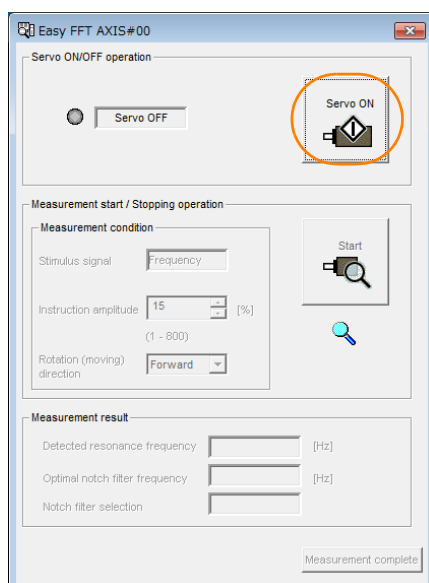 Easy FFT AXIS#00
Servo ON/OFF operation
Servo OFF
Servo ON
Measurement start / Stopping operation
Measurement condition
Stimulus signal Frequency
Instruction amplitude 15 [%]
(1 - 800)
Rotation (moving)
direction
Forward
Start
Measurement result
Detected resonance frequency [Hz]
Optimal notch filter frequency [Hz]
Notch filter selection
Measurement complete